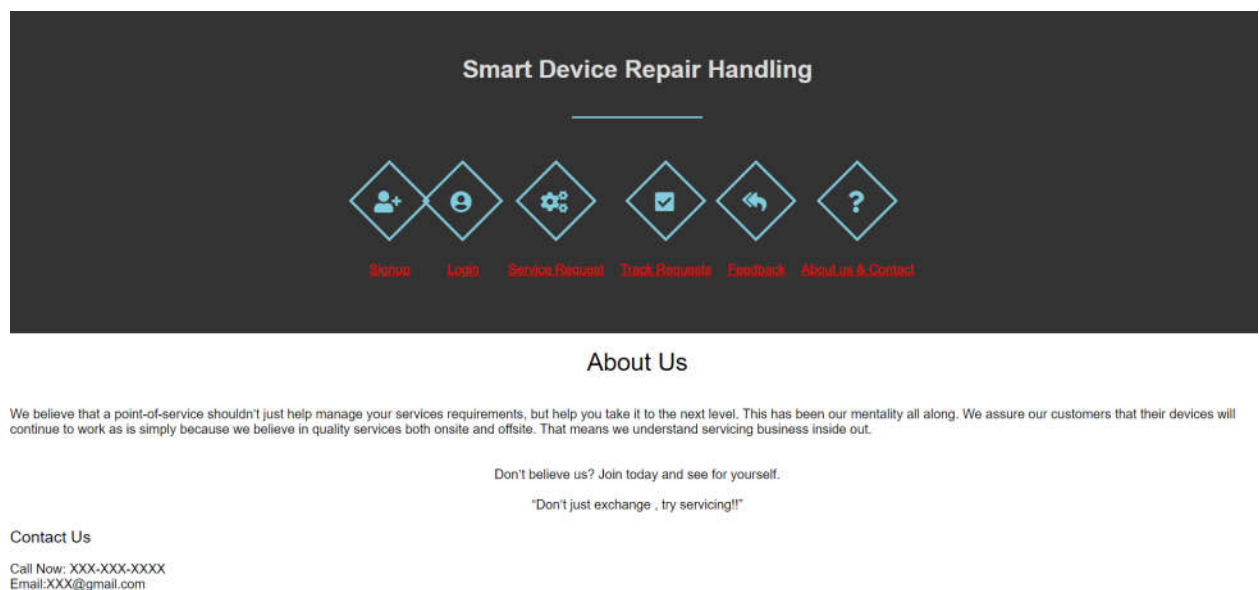 Smart Device Repair Handling
Signup Login Service Request Track Requests Feedback About us & Contact
About Us
We believe that a point-of-service shouldn't just help manage your services requirements, but help you take it to the next level. This has been our mentality all along. We assure our customers that their devices will
continue to work as is simply because we believe in quality services both onsite and offsite. That means we understand servicing business inside out.
Don't believe us? Join today and see for yourself.
“Don't just exchange , try servicing!!”
Contact Us
Call Now: XXX-XXX-XXXX
Email:XXX@gmail.com